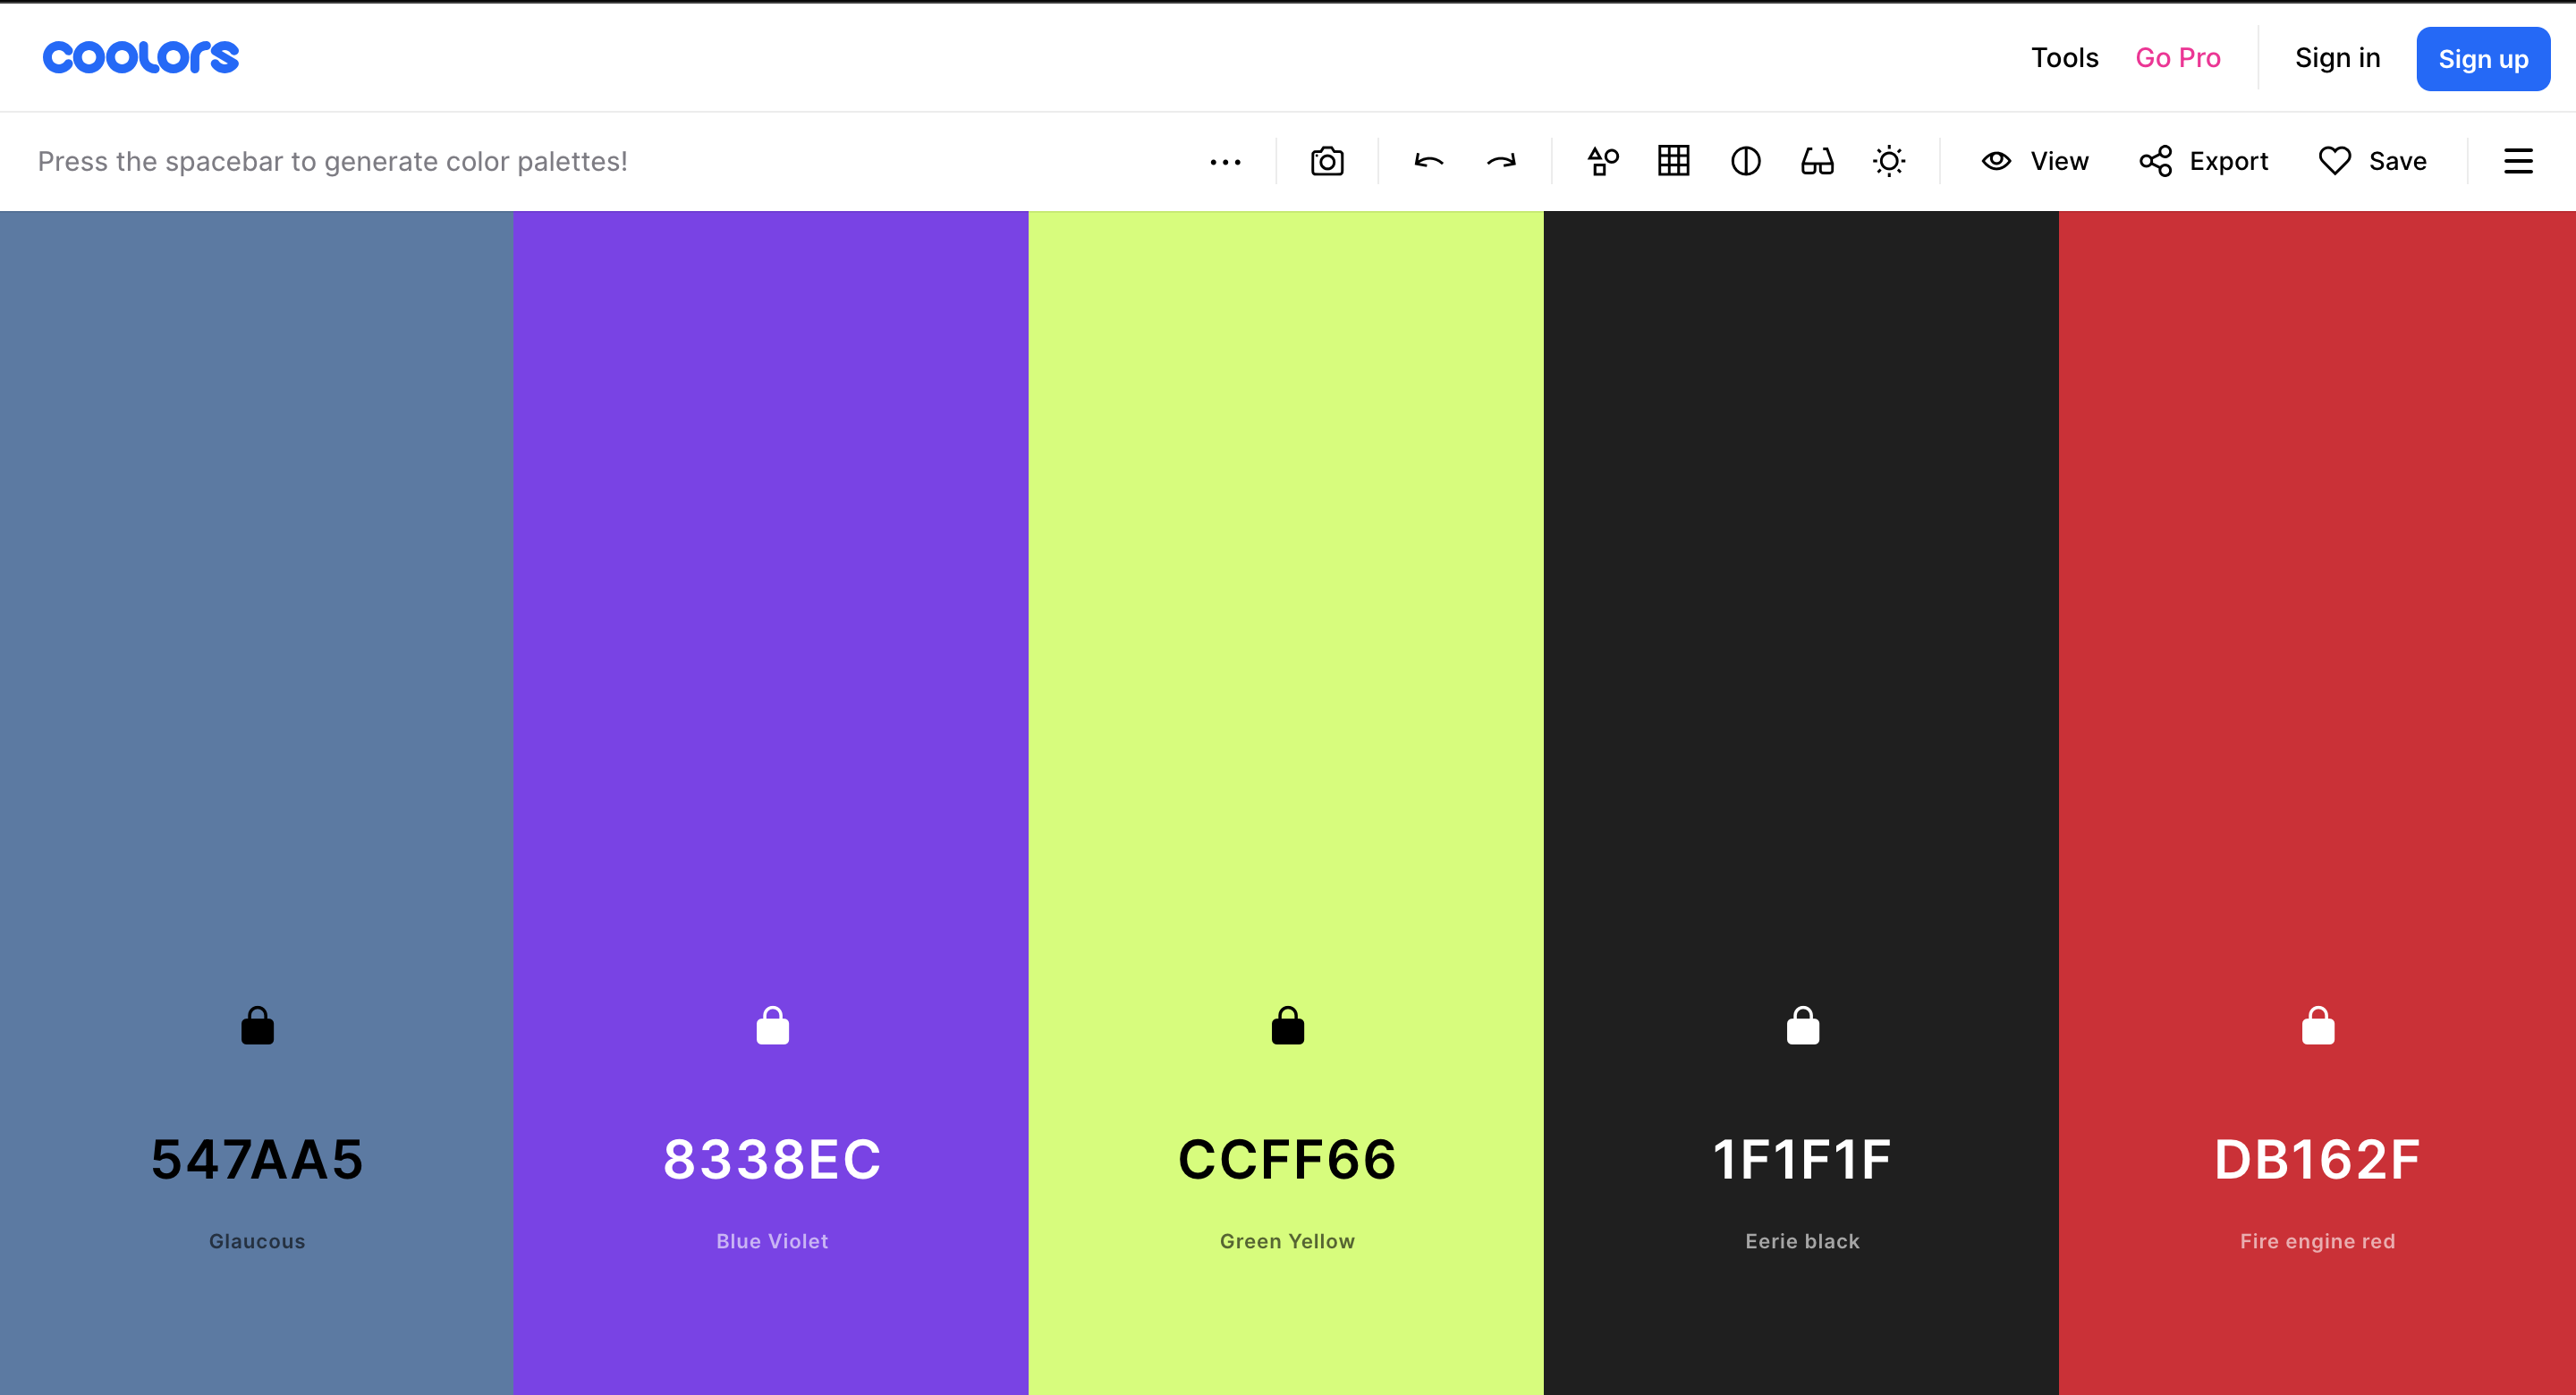 coolors
Tools Go Pro Sign in Sign up
Press the spacebar to generate color palettes! View Export Save
547AA5
Glaucous
8338EC
Blue Violet
CCFF66
Green Yellow
1F1F1F
Eerie black
DB162F
Fire engine red